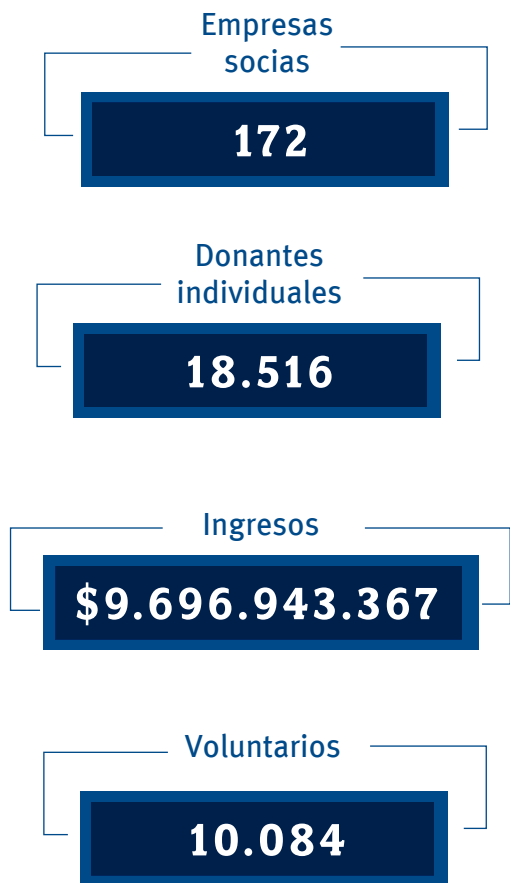 Empresas
socias
172
Donantes
individuales
18.516
Ingresos
$9.696.943.367
Voluntarios
10.084